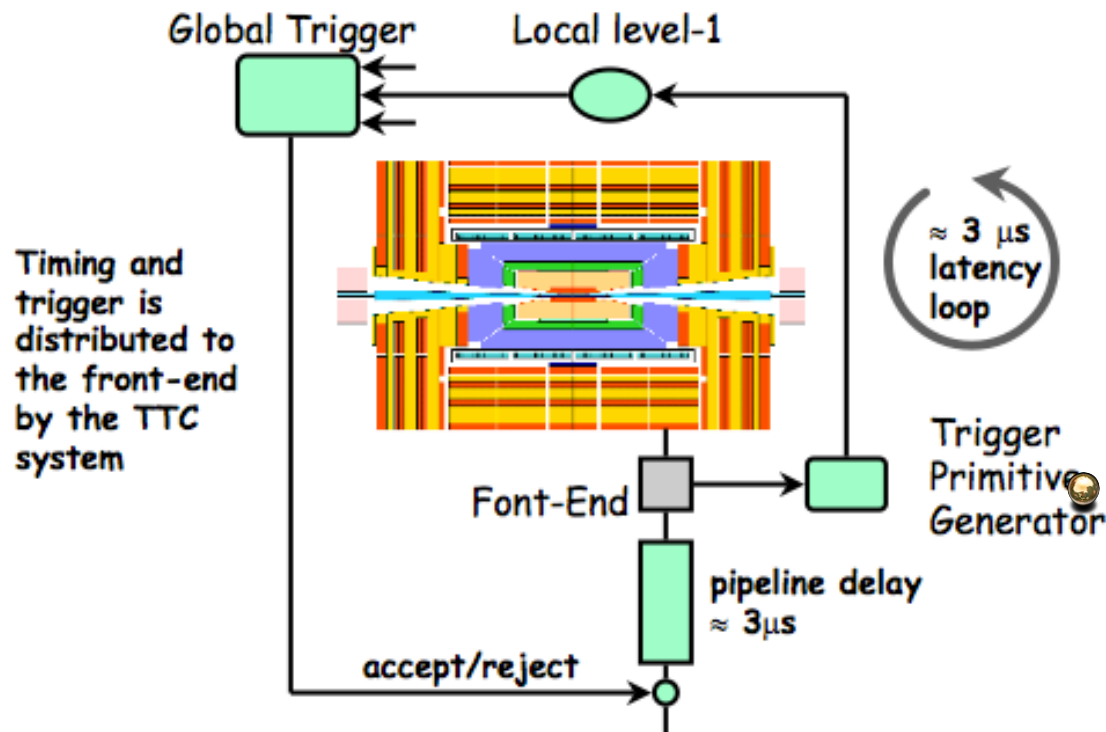 Global Trigger
Local level-1
≈ 3 μs
latency
loop
Timing and
trigger is
distributed to
the front-end
by the TTC
system
Trigger
Primitive
Generator
Font-End
pipeline delay
≈ 3μs
accept/reject